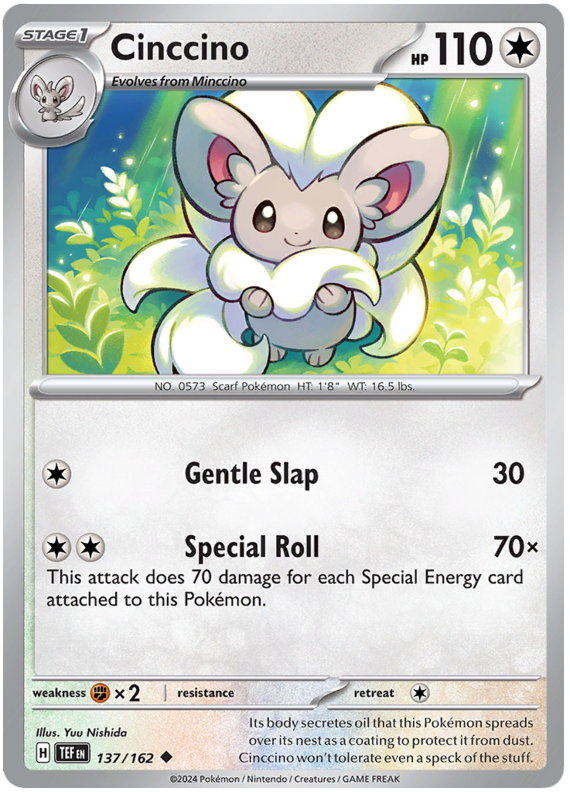 STAGE 1
Cinccino
HP 110
Evolves from Minccino
NO. 0573 Scarf Pokémon HT: 1'8" WT: 16.5 lbs.
Gentle Slap 30
Special Roll 70×
This attack does 70 damage for each Special Energy card
attached to this Pokémon.
weakness ×2 resistance retreat
Illus. Yuu Nishida
Its body secretes oil that this Pokémon spreads
over its nest as a coating to protect it from dust.
Cinccino won't tolerate even a speck of the stuff.
H TEF EN 137/162
©2024 Pokémon / Nintendo / Creatures / GAME FREAK